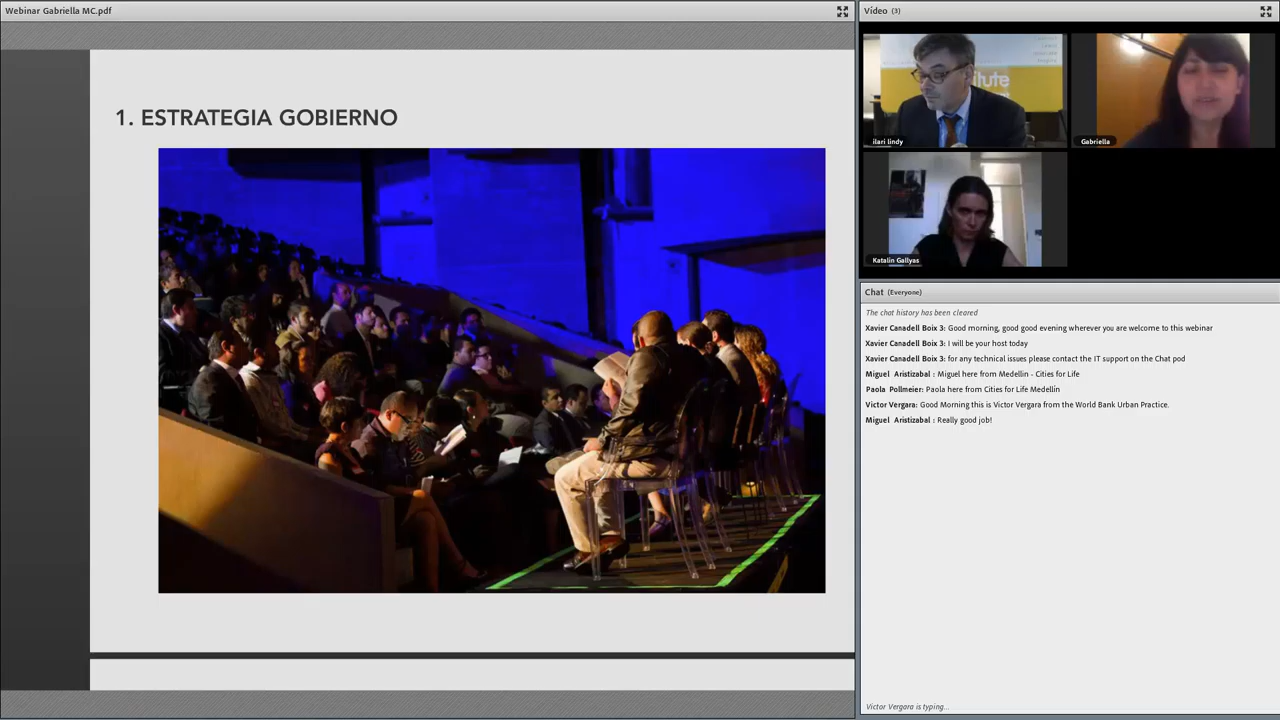 Webinar Gabriella MC.pdf
1. ESTRATEGIA GOBIERNO
Vídeo (3)
itute
ilari lindy
Gabriella
Katalin Gallyas
Chat (Everyone)
The chat history has been cleared
Xavier Canadell Boix 3: Good morning, good good evening wherever you are welcome to this webinar
Xavier Canadell Boix 3: I will be your host today
Xavier Canadell Boix 3: for any technical issues please contact the IT support on the Chat pod
Miguel Aristizabal : Miguel here from Medellin - Cities for Life
Paola Pollmeier: Paola here from Cities for Life Medellín
Victor Vergara: Good Morning this is Victor Vergara from the World Bank Urban Practice.
Miguel Aristizabal : Really good job!
Victor Vergara is typing...